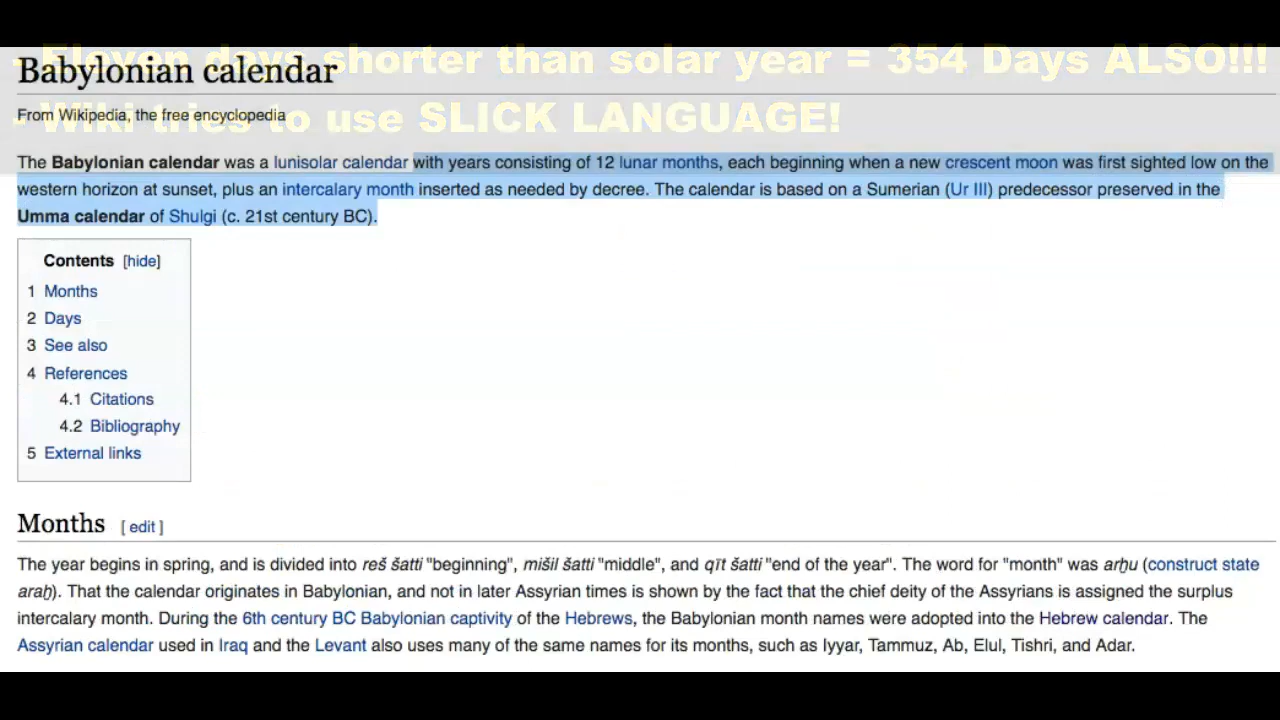 - Eleven days shorter than solar year = 354 Days ALSO!!!
Babylonian calendar
From Wikipedia, the free encyclopedia
- Wiki tries to use SLICK LANGUAGE!
The Babylonian calendar was a lunisolar calendar with years consisting of 12 lunar months, each beginning when a new crescent moon was first sighted low on the
western horizon at sunset, plus an intercalary month inserted as needed by decree. The calendar is based on a Sumerian (Ur III) predecessor preserved in the
Umma calendar of Shulgi (c. 21st century BC).
Contents [hide]
1 Months
2 Days
3 See also
4 References
4.1 Citations
4.2 Bibliography
5 External links
Months [ edit ]
The year begins in spring, and is divided into reš šatti "beginning", mišil šatti "middle", and qīt šatti "end of the year". The word for "month" was arḫu (construct state
araḫ). That the calendar originates in Babylonian, and not in later Assyrian times is shown by the fact that the chief deity of the Assyrians is assigned the surplus
intercalary month. During the 6th century BC Babylonian captivity of the Hebrews, the Babylonian month names were adopted into the Hebrew calendar. The
Assyrian calendar used in Iraq and the Levant also uses many of the same names for its months, such as Iyyar, Tammuz, Ab, Elul, Tishri, and Adar.